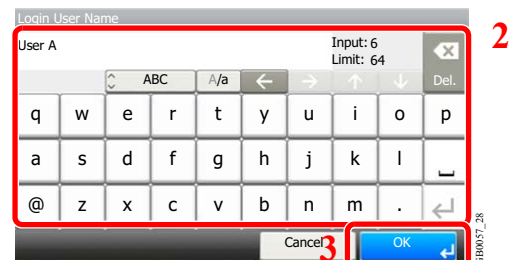 Login User Name
User A
Input: 6
Limit: 64
2
ABC A/a ← → ↑ ↓ Del.
q w e r t y u i o p
a s d f g h j k l
@ z x c v b n m .
Cancel 3 OK
GB0057_28